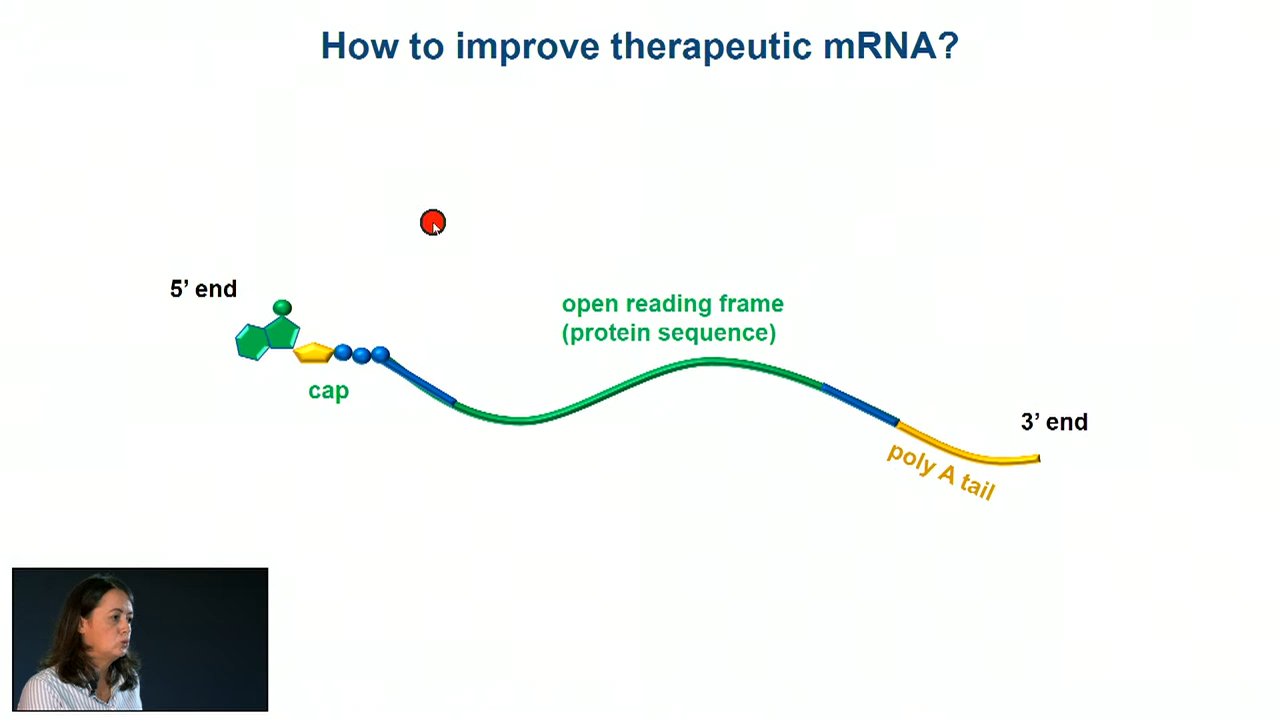 How to improve therapeutic mRNA?
5’ end
open reading frame
(protein sequence)
cap
3’ end
poly A tail